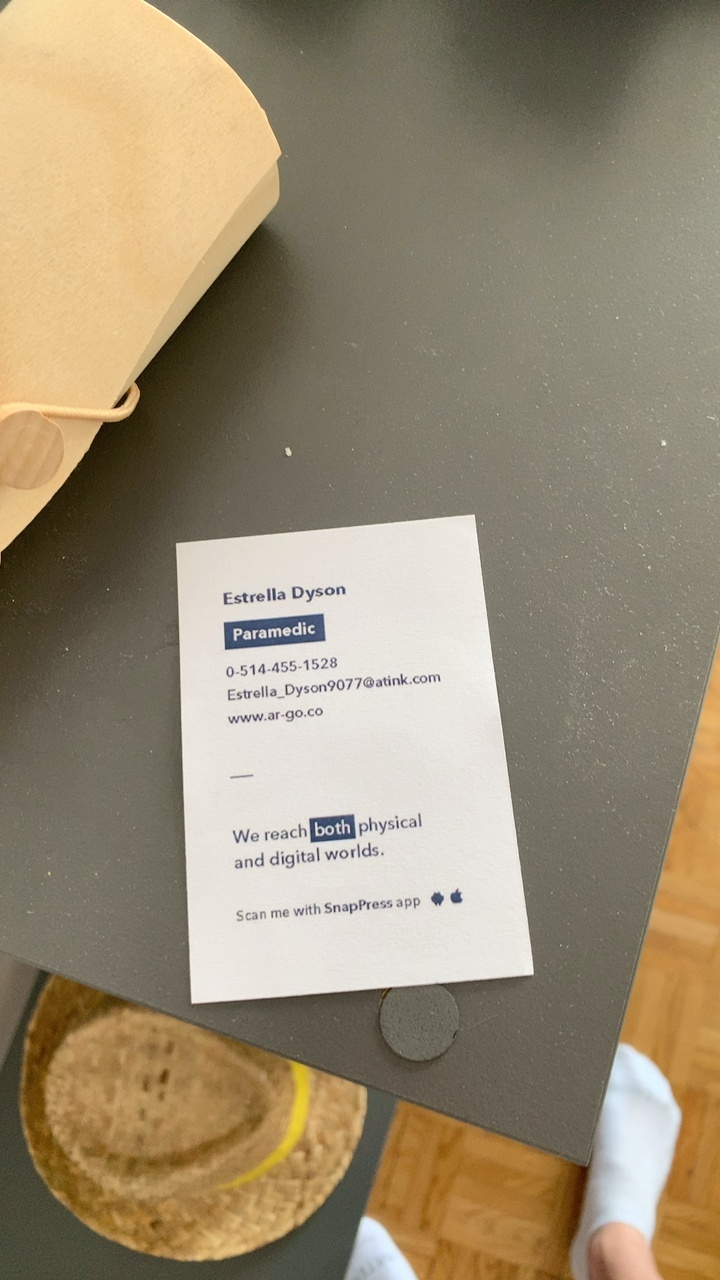 Estrella Dyson
Paramedic
0-514-455-1528
Estrella_Dyson9077@atink.com
www.ar-go.co
We reach both physical
and digital worlds.
Scan me with SnapPress app